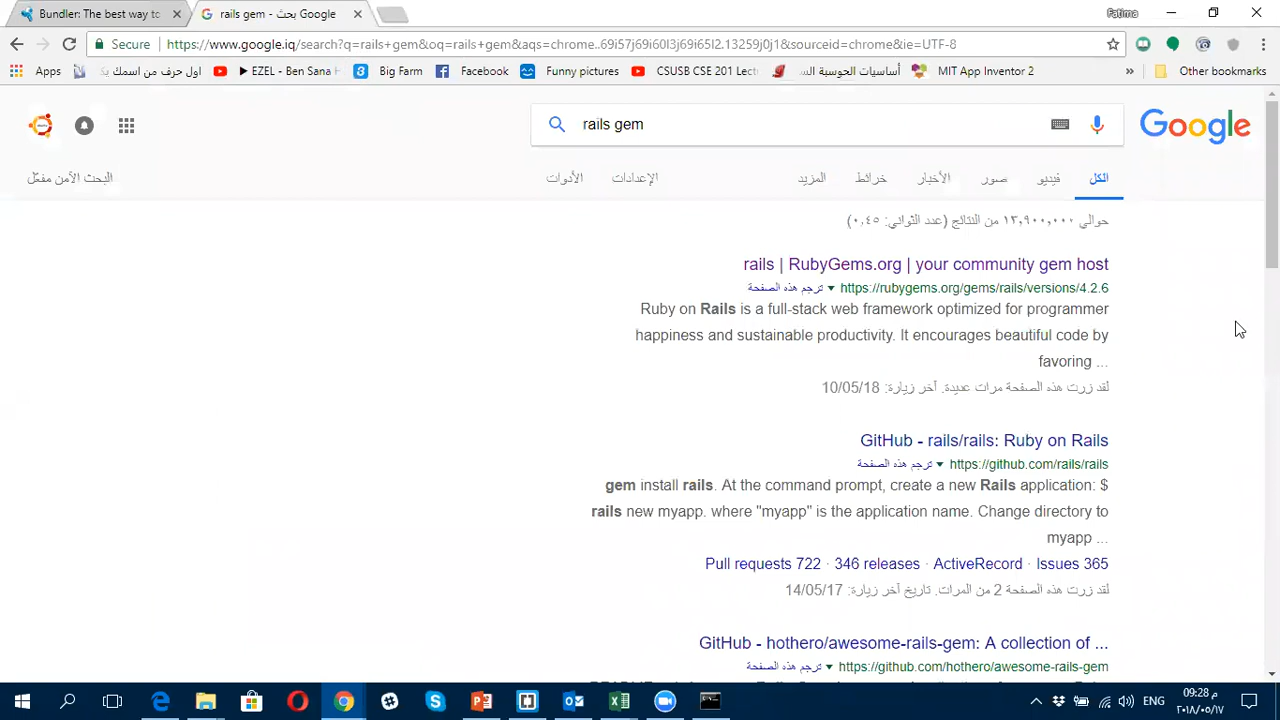 Bundler: The best way to
rails gem - بحث Google
Fatima
Secure
https://www.google.iq/search?q=rails+gem&oq=rails+gem&aqs=chrome..69i57j69i60l3j69i65l2.13259j0j1&sourceid=chrome&ie=UTF-8
Apps
اول حرف من اسمك يك
EZEL - Ben Sana H
Big Farm
Facebook
Funny pictures
CSUSB CSE 201 Lect
أساسيات الحوسبة الس
MIT App Inventor 2
»
Other bookmarks
rails gem
Google
الكل
فيديو
صور
الأخبار
خرائط
المزيد
الإعدادات
الأدوات
البحث الآمن مفعّل
حوالي ١٣,٩٠٠,٠٠٠ من النتائج (عدد الثواني: ٠,٤٥)
rails | RubyGems.org | your community gem host
https://rubygems.org/gems/rails/versions/4.2.6 ترجم هذه الصفحة
Ruby on Rails is a full-stack web framework optimized for programmer
happiness and sustainable productivity. It encourages beautiful code by
favoring ...
لقد زرت هذه الصفحة مرات عديدة. آخر زيارة: 10/05/18
GitHub - rails/rails: Ruby on Rails
https://github.com/rails/rails ترجم هذه الصفحة
gem install rails. At the command prompt, create a new Rails application: $
rails new myapp. where "myapp" is the application name. Change directory to
myapp ...
Pull requests 722 · 346 releases · ActiveRecord · Issues 365
لقد زرت هذه الصفحة 2 من المرات. تاريخ آخر زيارة: 14/05/17
GitHub - hothero/awesome-rails-gem: A collection of ...
https://github.com/hothero/awesome-rails-gem ترجم هذه الصفحة
ENG
09:28 م
٢٠١٨/٠٥/١٧